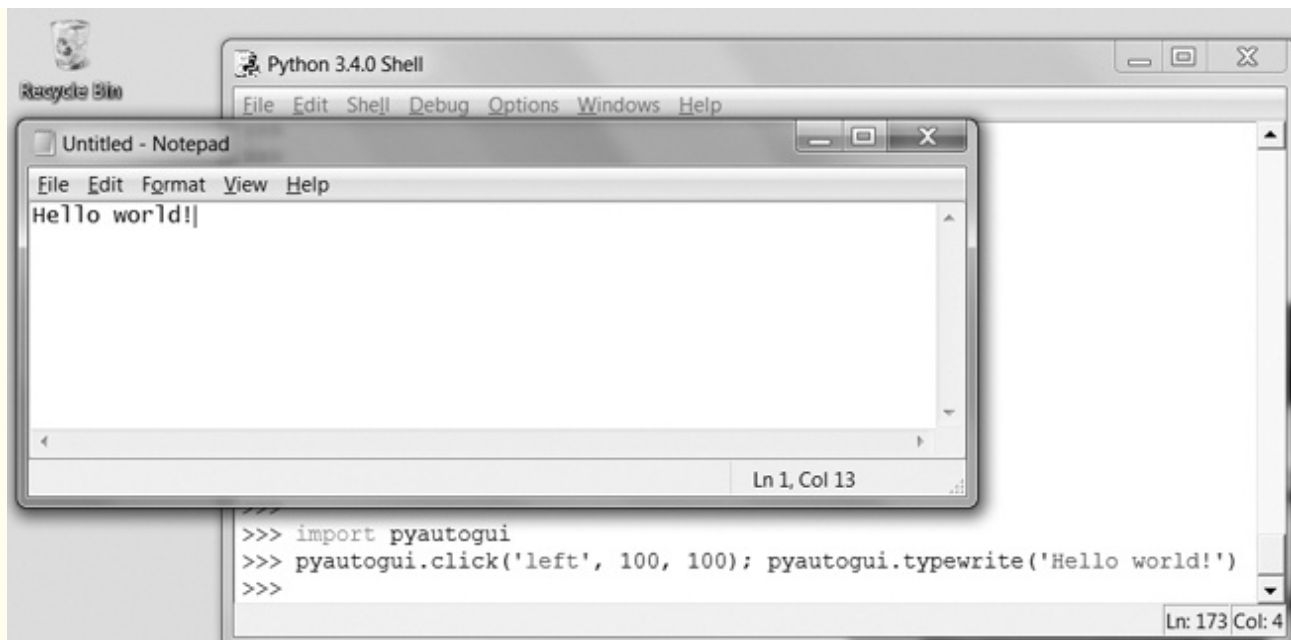 Recycle Bin
Python 3.4.0 Shell
File Edit Shell Debug Options Windows Help
Untitled - Notepad
File Edit Format View Help
Hello world!
Ln 1, Col 13
>>>
>>> import pyautogui
>>> pyautogui.click('left', 100, 100); pyautogui.typewrite('Hello world!')
>>>
Ln: 173 Col: 4